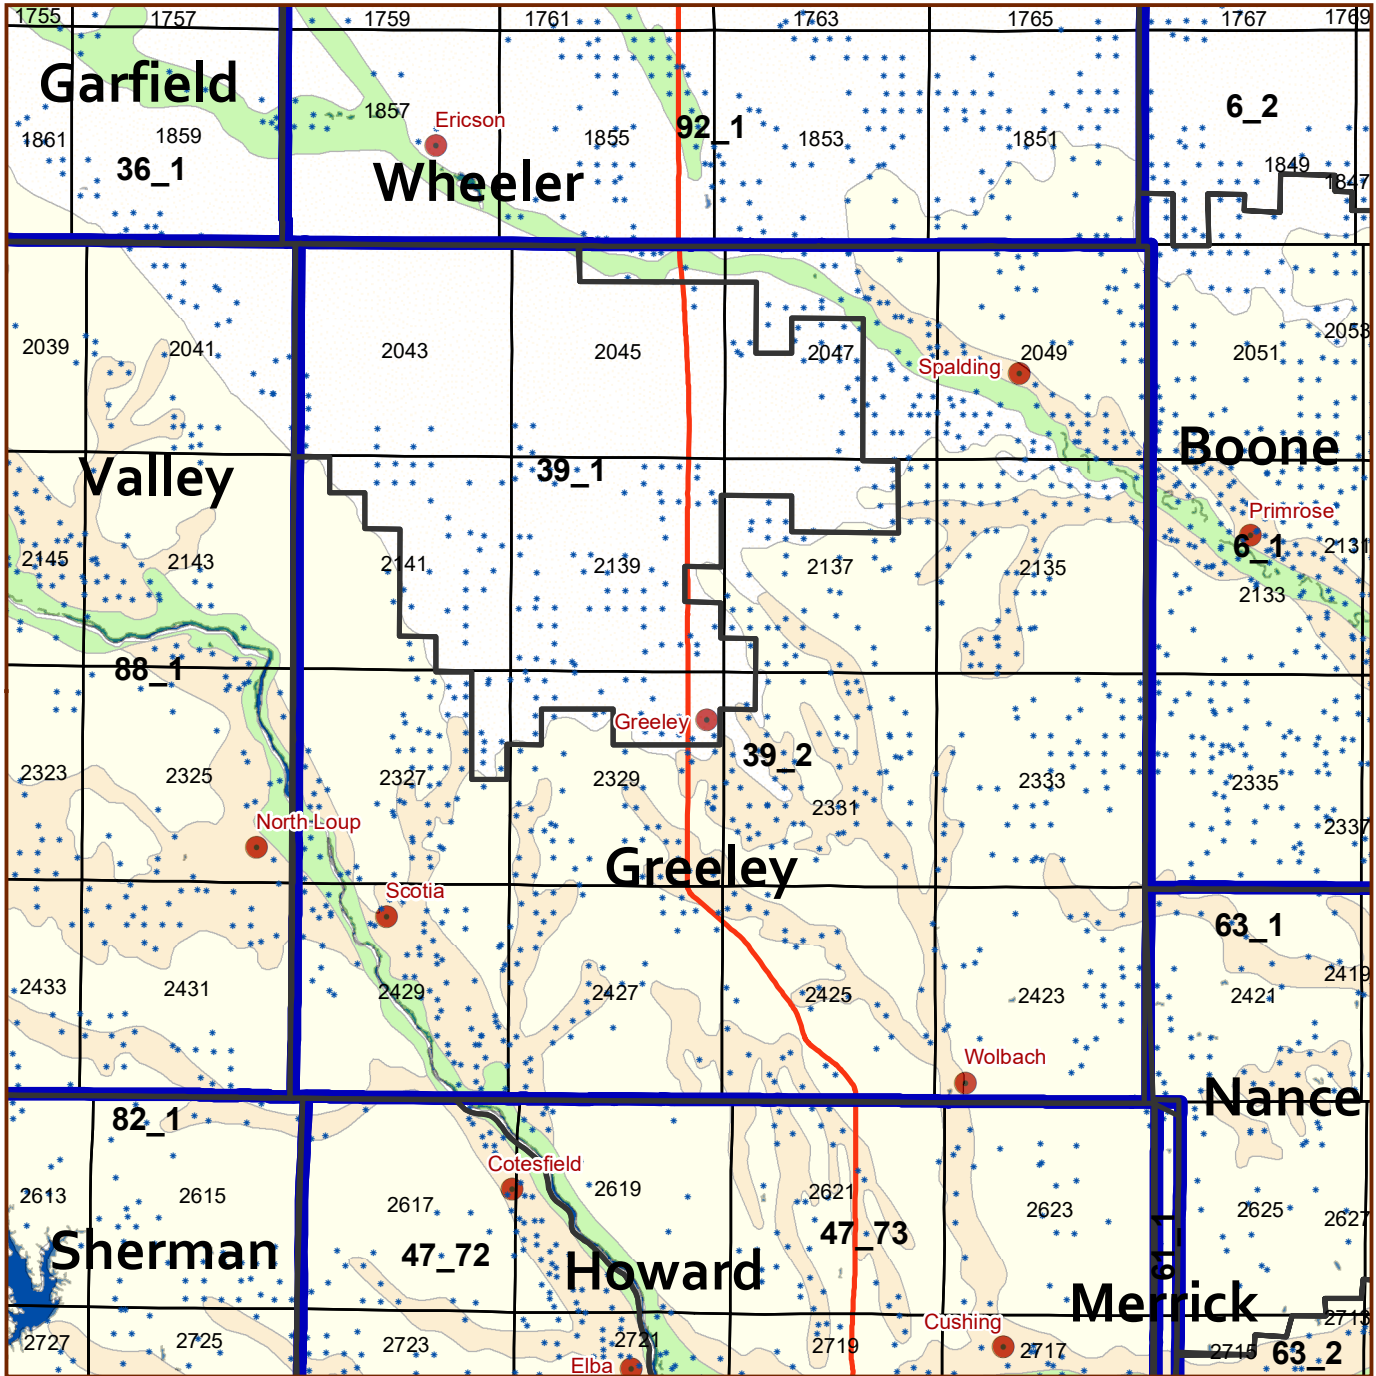 1755 1757 1759 1761 1763 1765 1767 1769
Garfield
6_2
1857 Ericson
1861 1859 1855 92_1 1853 1851
36_1 Wheeler 1849
1847
2039 2041 2043 2045 2047 2049 2051 2053
Spalding
Valley 39_1 Boone
Primrose
2145 2143 2141 2139 2137 2135 6_1 2131
2133
88_1
Greeley
39_2
2323 2325 2327 2329 2331 2333 2335
North Loup 2337
Greeley
Scotia
63_1
2433 2431 2429 2427 2425 2423 2421 2419
Wolbach
82_1 Nance
Cotesfield
2613 2615 2617 2619 2621 2623 2625 2627
Sherman 47_72 Howard 47_73 61_1
Merrick
Cushing 2713
2727 2725 2723 2721 2719 2717 2715 63_2
Elba